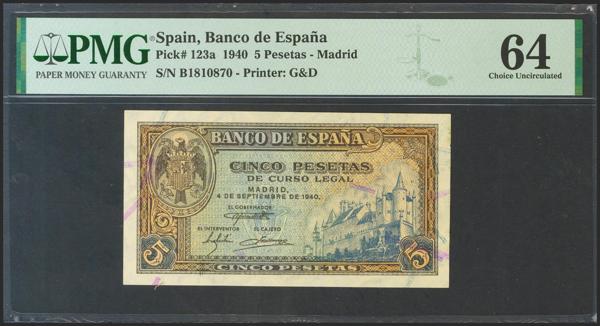 PMG
PAPER MONEY GUARANTY
Spain, Banco de España
Pick# 123a 1940 5 Pesetas - Madrid
S/N B1810870 - Printer: G&D
64
Choice Uncirculated
BANCO DE ESPAÑA
CINCO PESETAS
DE CURSO LEGAL
MADRID,
4 DE SEPTIEMBRE DE 1940.
EL GOBERNADOR
EL INTERVENTOR EL CAJERO
5 5
CINCO PESETAS